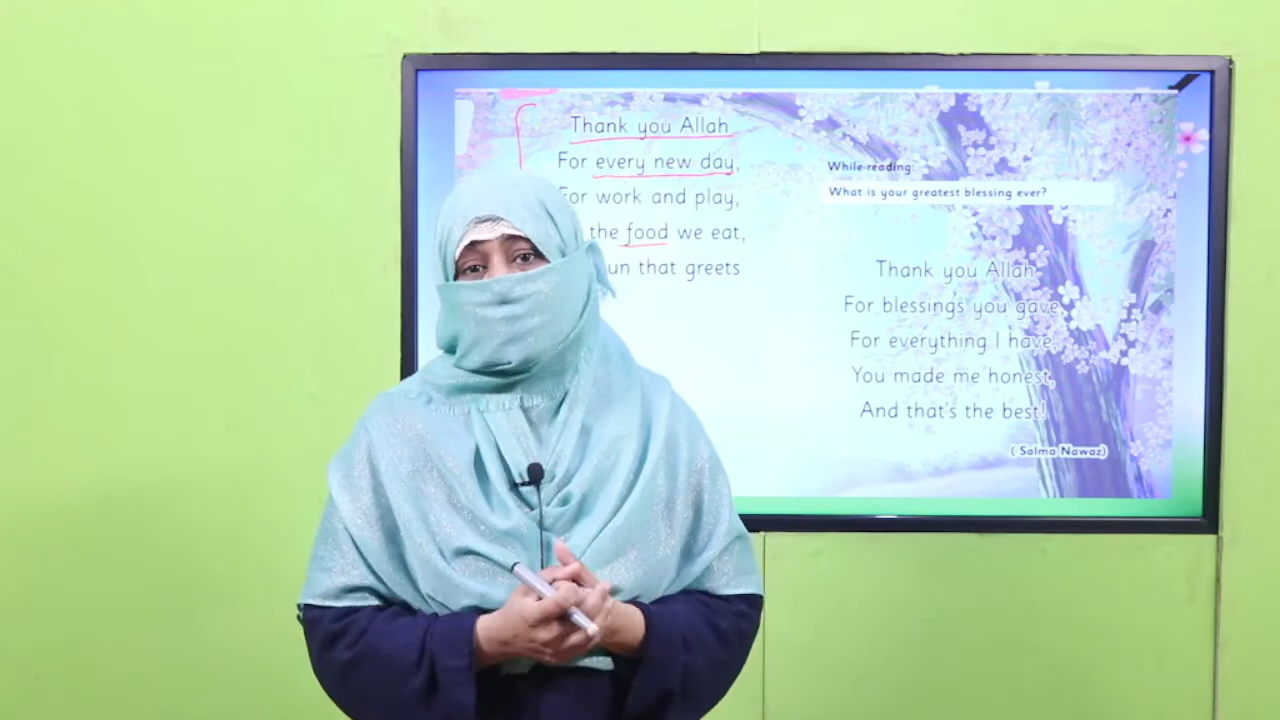 Thank you Allah
For every new day,
For work and play,
the food we eat,
that greets
While reading:
What is your greatest blessing ever?
Thank you Allah
For blessings you gave,
For everything I have,
You made me honest,
And that's the best!
(Salma Nawaz)